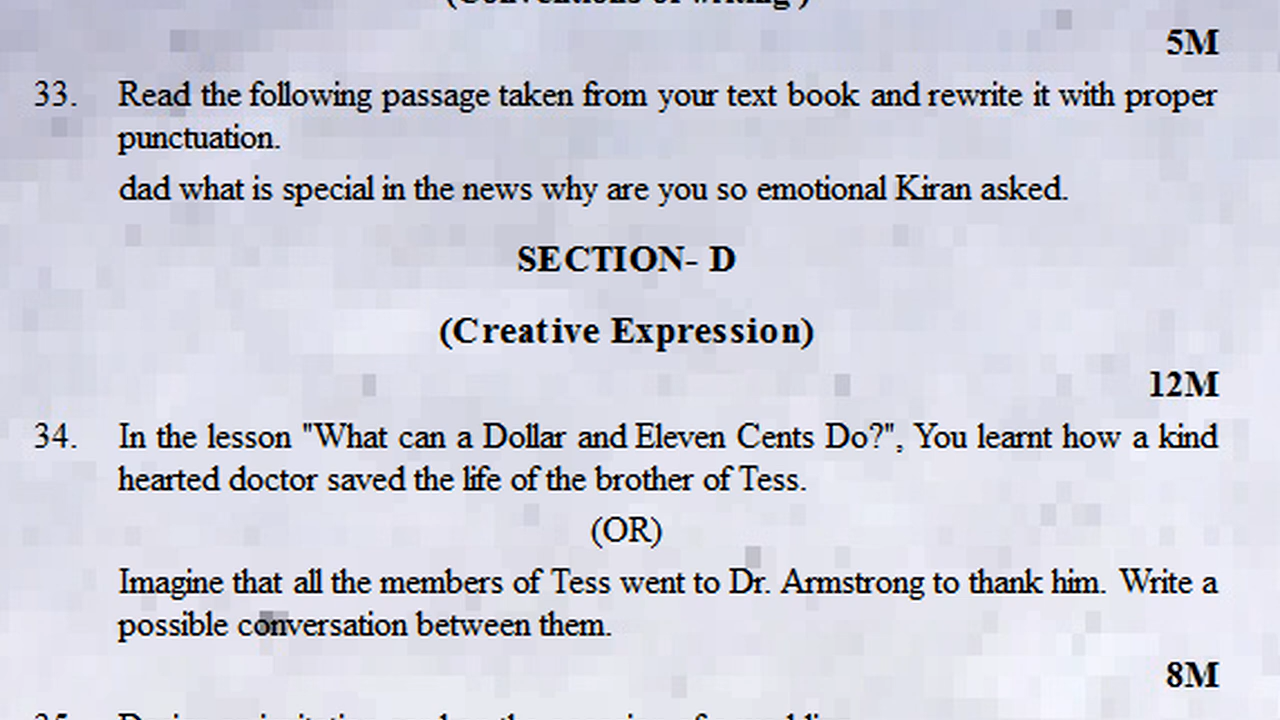 (Conventions of writing )
5M
33. Read the following passage taken from your text book and rewrite it with proper
punctuation.
dad what is special in the news why are you so emotional Kiran asked.
SECTION- D
(Creative Expression)
12M
34. In the lesson "What can a Dollar and Eleven Cents Do?", You learnt how a kind
hearted doctor saved the life of the brother of Tess.
(OR)
Imagine that all the members of Tess went to Dr. Armstrong to thank him. Write a
possible conversation between them.
8M
35.